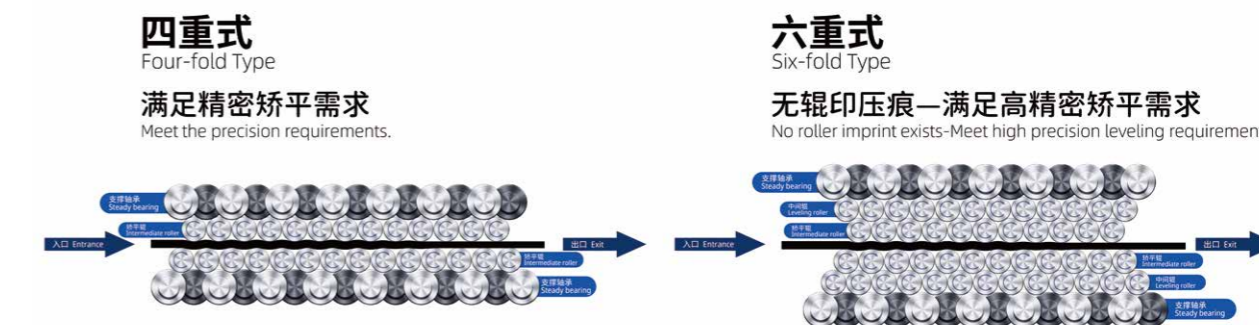 四重式
Four-fold Type
满足精密矫平需求
Meet the precision requirements.
支撑轴承
Steady bearing
矫平辊
Intermediate roller
入口 Entrance
出口 Exit
矫平辊
Intermediate roller
支撑轴承
Steady bearing
六重式
Six-fold Type
无辊印压痕—满足高精密矫平需求
No roller imprint exists-Meet high precision leveling requiremen
支撑轴承
Steady bearing
中间辊
Leveling roller
矫平辊
Intermediate roller
入口 Entrance
出口 Exit
矫平辊
Intermediate roller
中间辊
Leveling roller
支撑轴承
Steady bearing